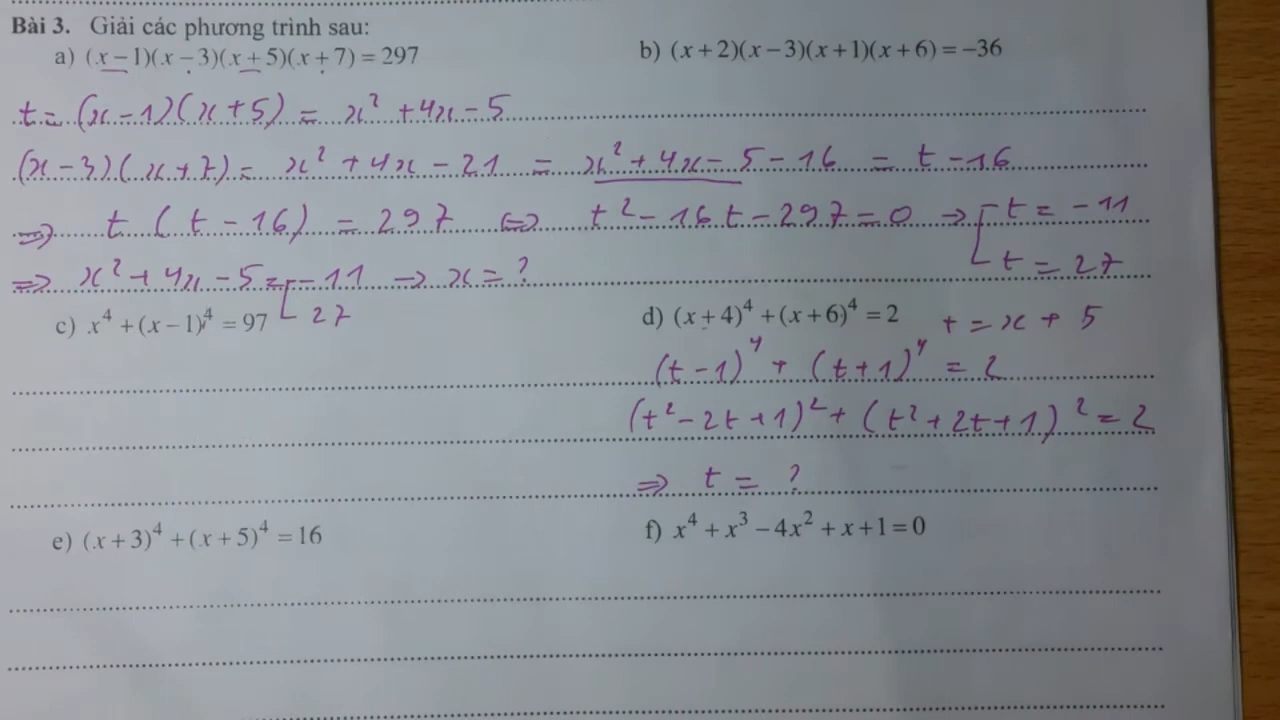 Bài 3. Giải các phương trình sau:
a) (x − 1)(x − 3)(x + 5)(x + 7) = 297
b) (x + 2)(x − 3)(x + 1)(x + 6) = −36
t = (x − 1)(x + 5) = x² + 4x − 5
(x − 3)(x + 7) = x² + 4x − 21 = x² + 4x − 5 − 16 = t − 16
⇒ t (t − 16) = 297 ⇔ t² − 16t − 297 = 0 → [ t = −11
t = 27
⇒ x² + 4x − 5 = [ −11 → x = ?
27
c) x⁴ + (x − 1)⁴ = 97
d) (x + 4)⁴ + (x + 6)⁴ = 2 t = x + 5
(t − 1)⁴ + (t + 1)⁴ = 2
(t² − 2t + 1)² + (t² + 2t + 1)² = 2
⇒ t = ?
e) (x + 3)⁴ + (x + 5)⁴ = 16
f) x⁴ + x³ − 4x² + x + 1 = 0